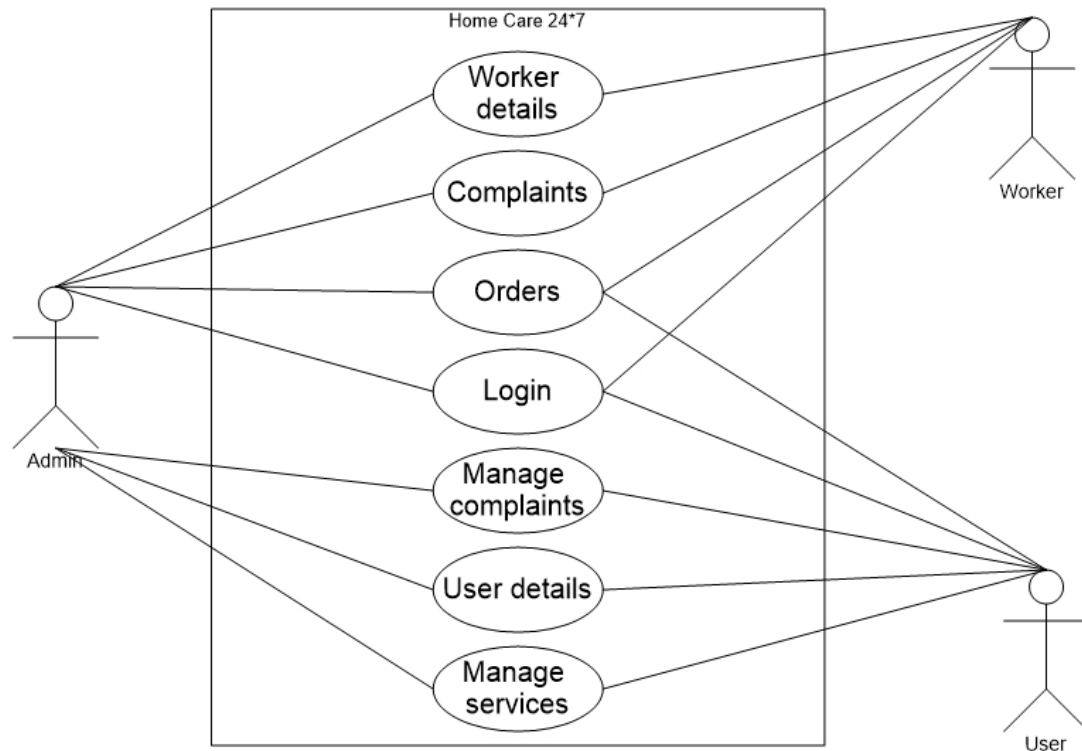 Home Care 24*7
Worker
details
Complaints
Worker
Orders
Login
Admin
Manage
complaints
User details
Manage
services
User